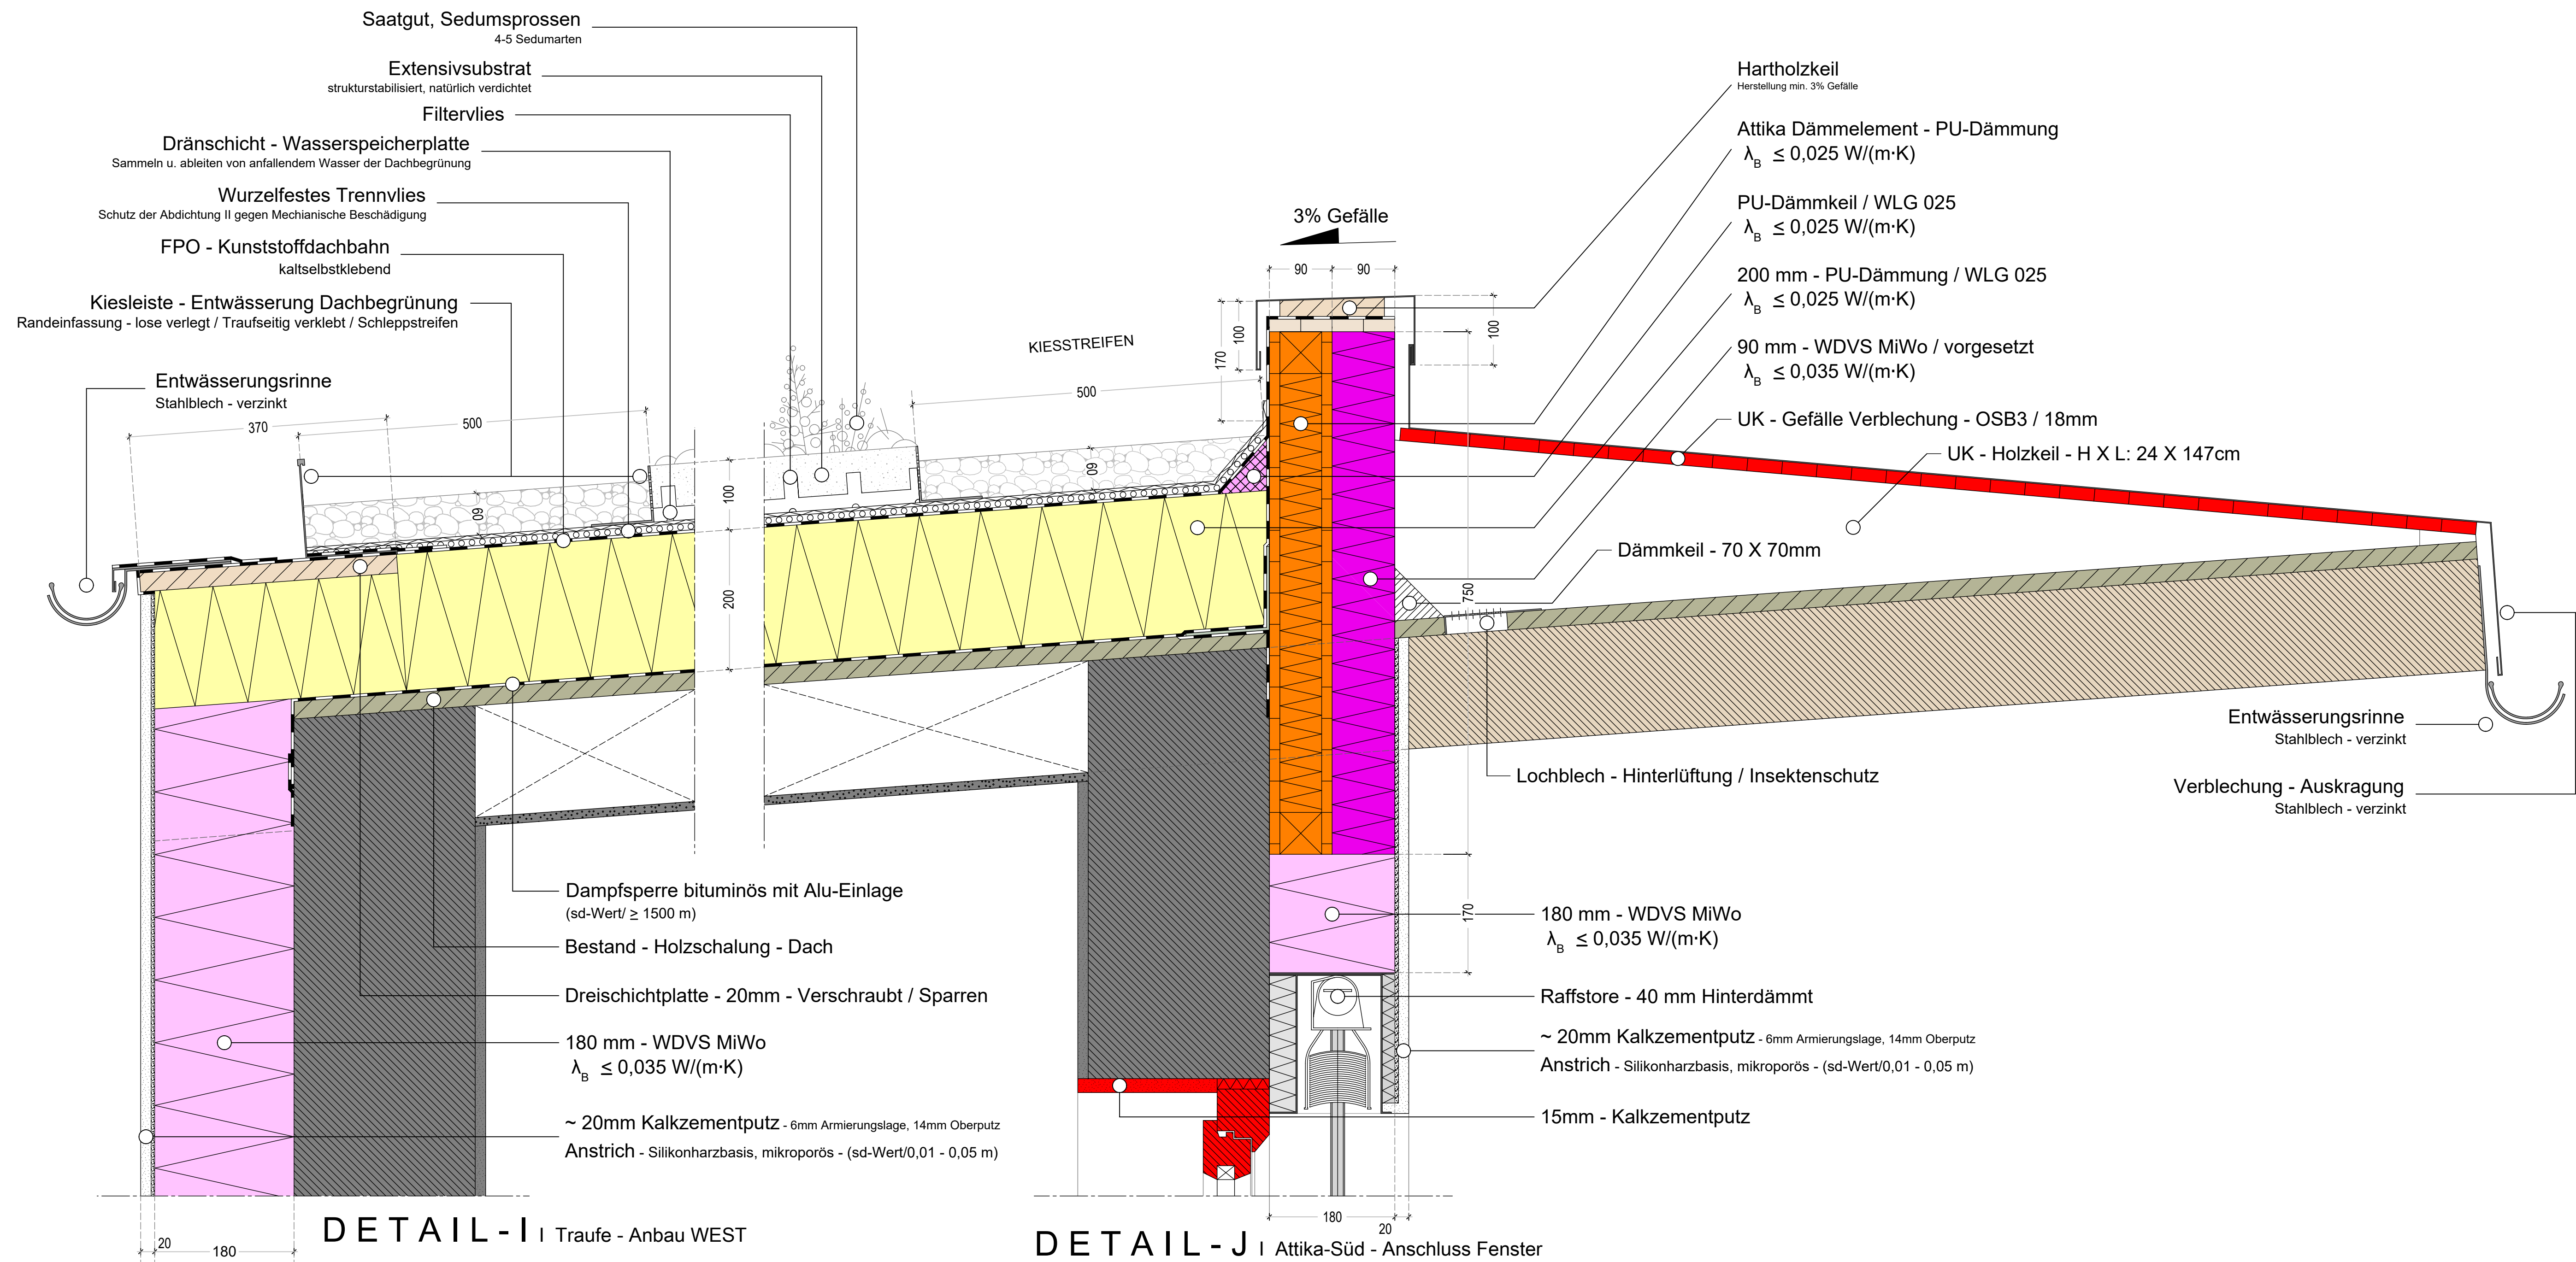 Saatgut, Sedumsprossen
4-5 Sedumarten
Extensivsubstrat
strukturstabilisiert, natürlich verdichtet
Filtervlies
Dränschicht - Wasserspeicherplatte
Sammeln u. ableiten von anfallendem Wasser der Dachbegrünung
Wurzelfestes Trennvlies
Schutz der Abdichtung II gegen Mechianische Beschädigung
FPO - Kunststoffdachbahn
kaltselbstklebend
Kiesleiste - Entwässerung Dachbegrünung
Randeinfassung - lose verlegt / Traufseitig verklebt / Schleppstreifen
Entwässerungsrinne
Stahlblech - verzinkt
370
500
60
100
200
KIESSTREIFEN
500
60
3% Gefälle
90
90
170
100
100
750
170
Hartholzkeil
Herstellung min. 3% Gefälle
Attika Dämmelement - PU-Dämmung
λB ≤ 0,025 W/(m·K)
PU-Dämmkeil / WLG 025
λB ≤ 0,025 W/(m·K)
200 mm - PU-Dämmung / WLG 025
λB ≤ 0,025 W/(m·K)
90 mm - WDVS MiWo / vorgesetzt
λB ≤ 0,035 W/(m·K)
UK - Gefälle Verblechung - OSB3 / 18mm
UK - Holzkeil - H X L: 24 X 147cm
Dämmkeil - 70 X 70mm
Entwässerungsrinne
Stahlblech - verzinkt
Lochblech - Hinterlüftung / Insektenschutz
Verblechung - Auskragung
Stahlblech - verzinkt
Dampfsperre bituminös mit Alu-Einlage
(sd-Wert/ ≥ 1500 m)
Bestand - Holzschalung - Dach
Dreischichtplatte - 20mm - Verschraubt / Sparren
180 mm - WDVS MiWo
λB ≤ 0,035 W/(m·K)
~ 20mm Kalkzementputz - 6mm Armierungslage, 14mm Oberputz
Anstrich - Silikonharzbasis, mikroporös - (sd-Wert/0,01 - 0,05 m)
180 mm - WDVS MiWo
λB ≤ 0,035 W/(m·K)
Raffstore - 40 mm Hinterdämmt
~ 20mm Kalkzementputz - 6mm Armierungslage, 14mm Oberputz
Anstrich - Silikonharzbasis, mikroporös - (sd-Wert/0,01 - 0,05 m)
15mm - Kalkzementputz
20
180
DETAIL-I I Traufe - Anbau WEST
180
20
DETAIL-J I Attika-Süd - Anschluss Fenster